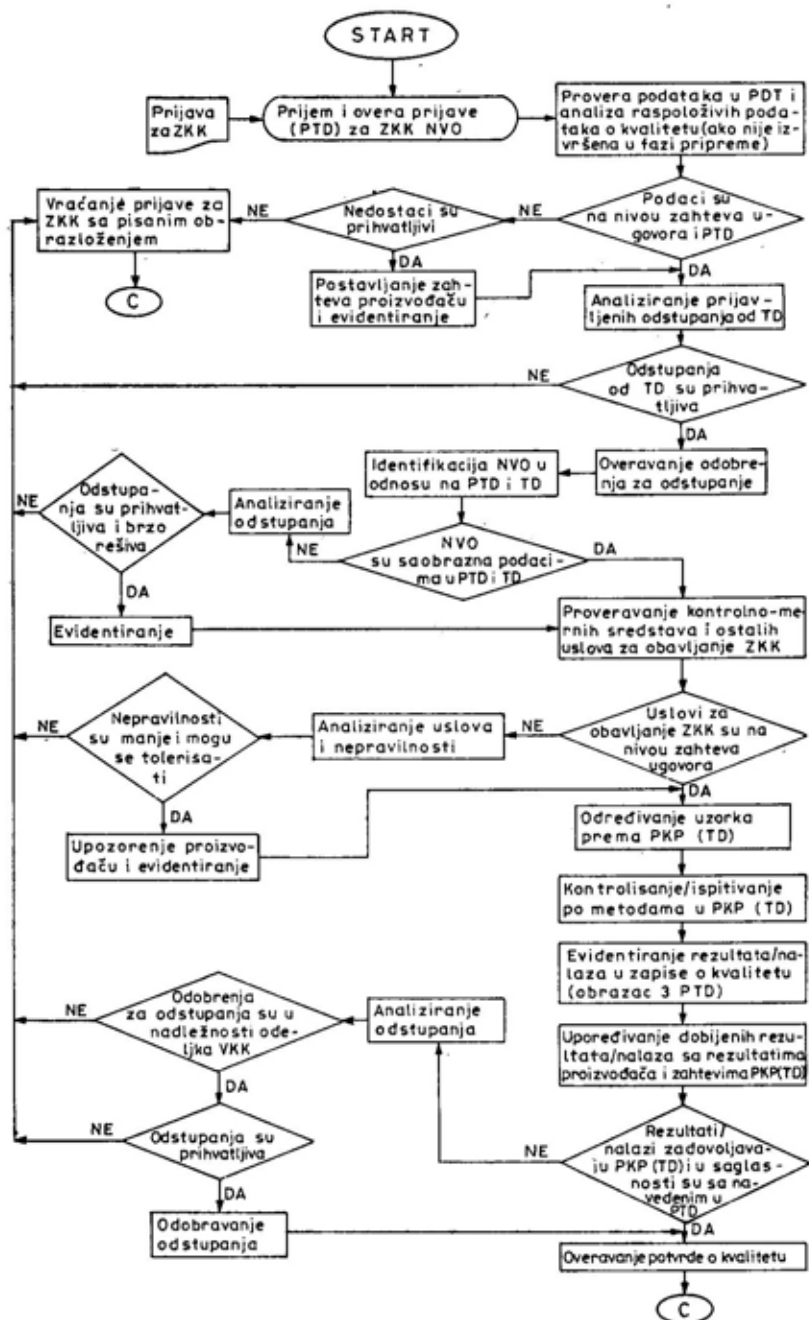 START
Prijava
za ZKK
Prijem i overa prijave
(PTD) za ZKK NVO
Provera podataka u PDT i
analiza raspoloživih poda-
taka o kvalitetu(ako nije iz-
vršena u fazi pripreme)
Vraćanje prijave za
ZKK sa pisanim ob-
razloženjem
NE
Nedostaci su
prihvatljivi
NE
Podaci su
na nivou zahteva u-
govora i PTD
DA
DA
C
Postavljanje zah-
teva proizvođaču
i evidentiranje
Analiziranje prijav-
ljenih odstupanja od TD
NE
Odstupanja
od TD su prihva-
tljiva
DA
Identifikacija NVO u
odnosu na PTD i TD
Overavanje odobre-
nja za odstupanje
NE
Odstupa-
nja su prihvat-
ljiva i brzo
rešiva
Analiziranje
odstupanja
NE
NVO
su saobrazna podaci-
ma u PTD i TD
DA
DA
Evidentiranje
Proveravanje kontrolno-me-
rnih sredstava i ostalih
uslova za obavljanje ZKK
NE
Nepravilnosti
su manje i mogu
se tolerisa-
ti
Analiziranje uslova
i nepravilnosti
NE
Uslovi za
obavljanje ZKK su na
nivou zahteva
ugovora
DA
DA
Upozorenje proizvo-
đaču i evidentiranje
Određivanje uzorka
prema PKP (TD)
Kontrolisanje/ispitivanje
po metodama u PKP (TD)
Evidentiranje rezultata/na-
laza u zapise o kvalitetu
(obrazac 3 PTD)
NE
Odobrenja
za odstupanja su u
nadležnosti ode-
ljka VKK
Analiziranje
odstupanja
Upoređivanje dobijenih rezu-
ltata/nalaza sa rezultatima
proizvođača i zahtevima PKP(TD)
DA
NE
Odstupanja su
prihvatljiva
NE
Rezultati/
nalazi zadovoljava-
ju PKP (TD) i u saglas-
nosti su sa na-
vedenim u
PTD
DA
DA
Odobravanje
odstupanja
Overavanje potvrde o kvalitetu
C